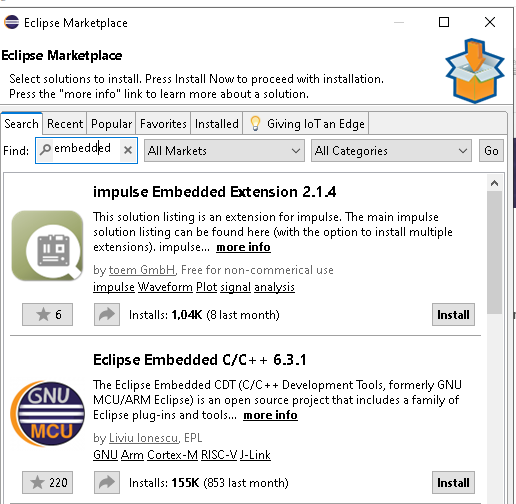 Eclipse Marketplace
Eclipse Marketplace
Select solutions to install. Press Install Now to proceed with installation.
Press the "more info" link to learn more about a solution.
Search Recent Popular Favorites Installed Giving IoT an Edge
Find: embedded All Markets All Categories Go
impulse Embedded Extension 2.1.4
This solution listing is an extension for impulse. The main impulse
solution listing can be found here (with the option to install multiple
extensions). impulse... more info
by toem GmbH, Free for non-commerical use
impulse Waveform Plot signal analysis
6 Installs: 1,04K (8 last month) Install
Eclipse Embedded C/C++ 6.3.1
GNU
MCU
The Eclipse Embedded CDT (C/C++ Development Tools, formerly GNU
MCU/ARM Eclipse) is an open source project that includes a family of
Eclipse plug-ins and tools... more info
by Liviu Ionescu, EPL
GNU Arm Cortex-M RISC-V J-Link
220 Installs: 155K (853 last month) Install